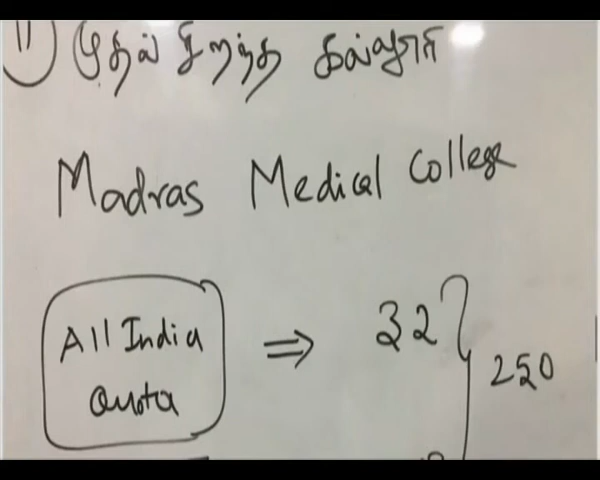 11) முதல் சிறந்த கல்லூரி
Madras Medical College
All India ⇒ 32
Quota
250